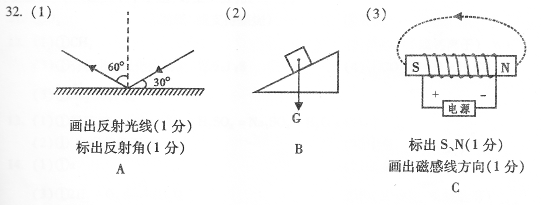 32. (1)
60°
30°
画出反射光线(1分)
标出反射角(1分)
A
(2)
G
B
(3)
S
N
+
−
电源
标出S、N(1分)
画出磁感线方向(1分)
C